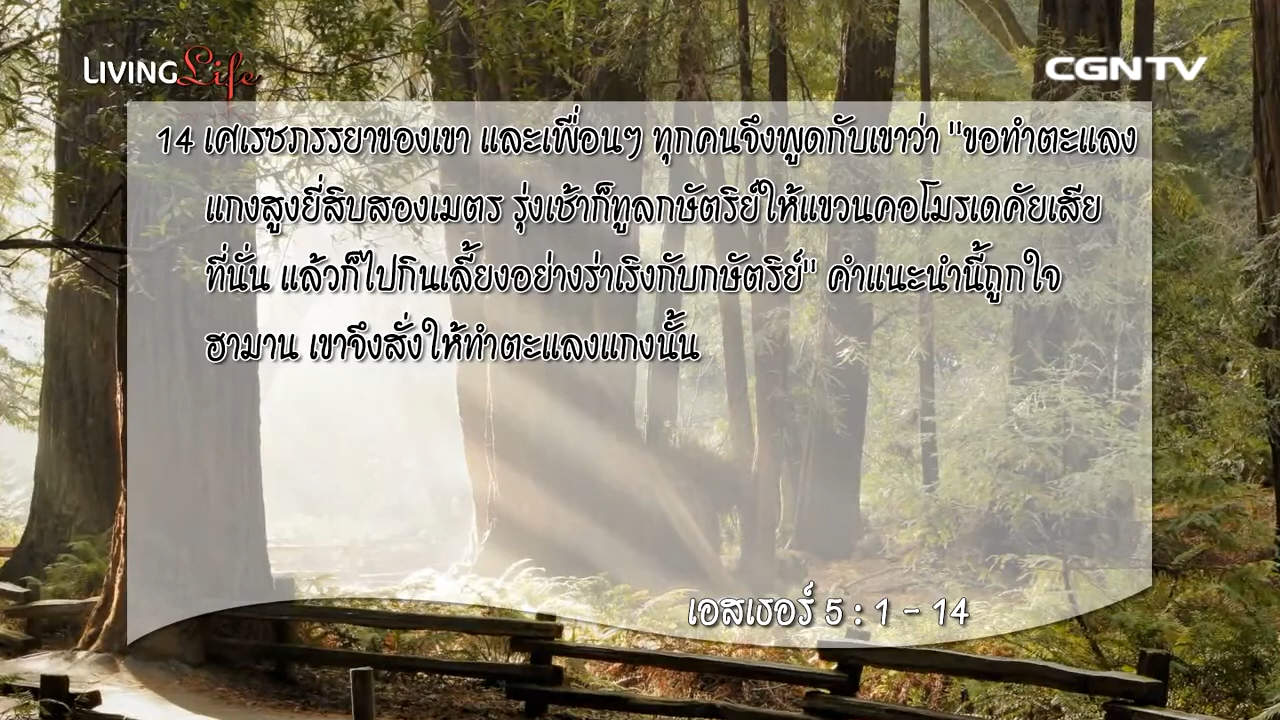 LIVING Life
CGNTV
14 เศเรชภรรยาของเขา และเพื่อนๆ ทุกคนจึงพูดกับเขาว่า "ขอทำตะแลง
แกงสูงยี่สิบสองเมตร รุ่งเช้าก็ทูลกษัตริย์ให้แขวนคอโมรเดคัยเสีย
ที่นั่น แล้วก็ไปกินเลี้ยงอย่างร่าเริงกับกษัตริย์" คำแนะนำนี้ถูกใจ
ฮามาน เขาจึงสั่งให้ทำตะแลงแกงนั้น
เอสเธอร์ 5 : 1 - 14